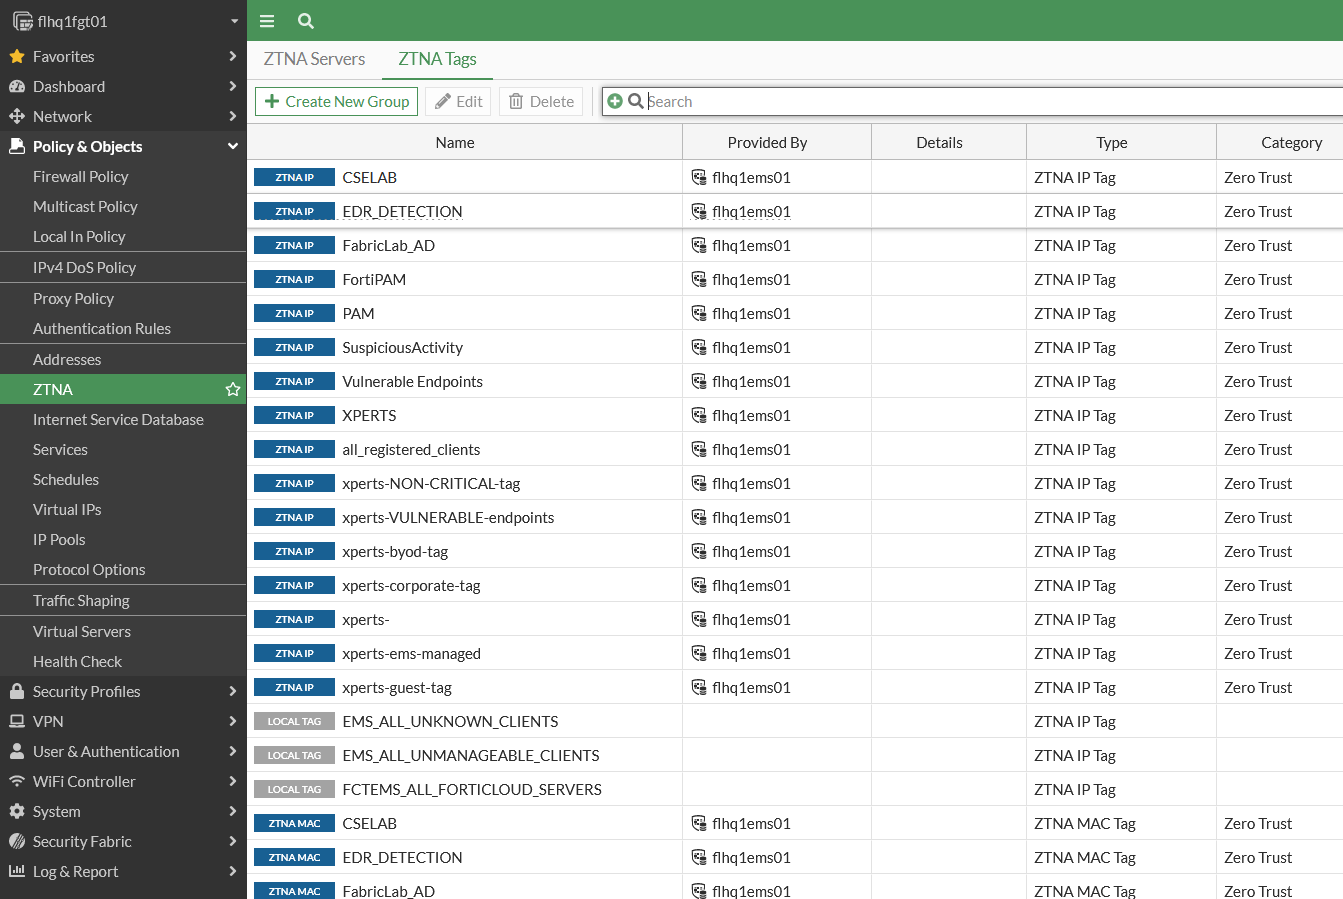 flhq1fgt01
Favorites
Dashboard
Network
Policy & Objects
Firewall Policy
Multicast Policy
Local In Policy
IPv4 DoS Policy
Proxy Policy
Authentication Rules
Addresses
ZTNA
Internet Service Database
Services
Schedules
Virtual IPs
IP Pools
Protocol Options
Traffic Shaping
Virtual Servers
Health Check
Security Profiles
VPN
User & Authentication
WiFi Controller
System
Security Fabric
Log & Report
ZTNA Servers ZTNA Tags
Create New Group Edit Delete Search
Name Provided By Details Type Category
ZTNA IP CSELAB flhq1ems01 ZTNA IP Tag Zero Trust
ZTNA IP EDR_DETECTION flhq1ems01 ZTNA IP Tag Zero Trust
ZTNA IP FabricLab_AD flhq1ems01 ZTNA IP Tag Zero Trust
ZTNA IP FortiPAM flhq1ems01 ZTNA IP Tag Zero Trust
ZTNA IP PAM flhq1ems01 ZTNA IP Tag Zero Trust
ZTNA IP SuspiciousActivity flhq1ems01 ZTNA IP Tag Zero Trust
ZTNA IP Vulnerable Endpoints flhq1ems01 ZTNA IP Tag Zero Trust
ZTNA IP XPERTS flhq1ems01 ZTNA IP Tag Zero Trust
ZTNA IP all_registered_clients flhq1ems01 ZTNA IP Tag Zero Trust
ZTNA IP xperts-NON-CRITICAL-tag flhq1ems01 ZTNA IP Tag Zero Trust
ZTNA IP xperts-VULNERABLE-endpoints flhq1ems01 ZTNA IP Tag Zero Trust
ZTNA IP xperts-byod-tag flhq1ems01 ZTNA IP Tag Zero Trust
ZTNA IP xperts-corporate-tag flhq1ems01 ZTNA IP Tag Zero Trust
ZTNA IP xperts- flhq1ems01 ZTNA IP Tag Zero Trust
ZTNA IP xperts-ems-managed flhq1ems01 ZTNA IP Tag Zero Trust
ZTNA IP xperts-guest-tag flhq1ems01 ZTNA IP Tag Zero Trust
LOCAL TAG EMS_ALL_UNKNOWN_CLIENTS ZTNA IP Tag
LOCAL TAG EMS_ALL_UNMANAGEABLE_CLIENTS ZTNA IP Tag
LOCAL TAG FCTEMS_ALL_FORTICLOUD_SERVERS ZTNA IP Tag
ZTNA MAC CSELAB flhq1ems01 ZTNA MAC Tag Zero Trust
ZTNA MAC EDR_DETECTION flhq1ems01 ZTNA MAC Tag Zero Trust
ZTNA MAC FabricLab_AD flhq1ems01 ZTNA MAC Tag Zero Trust